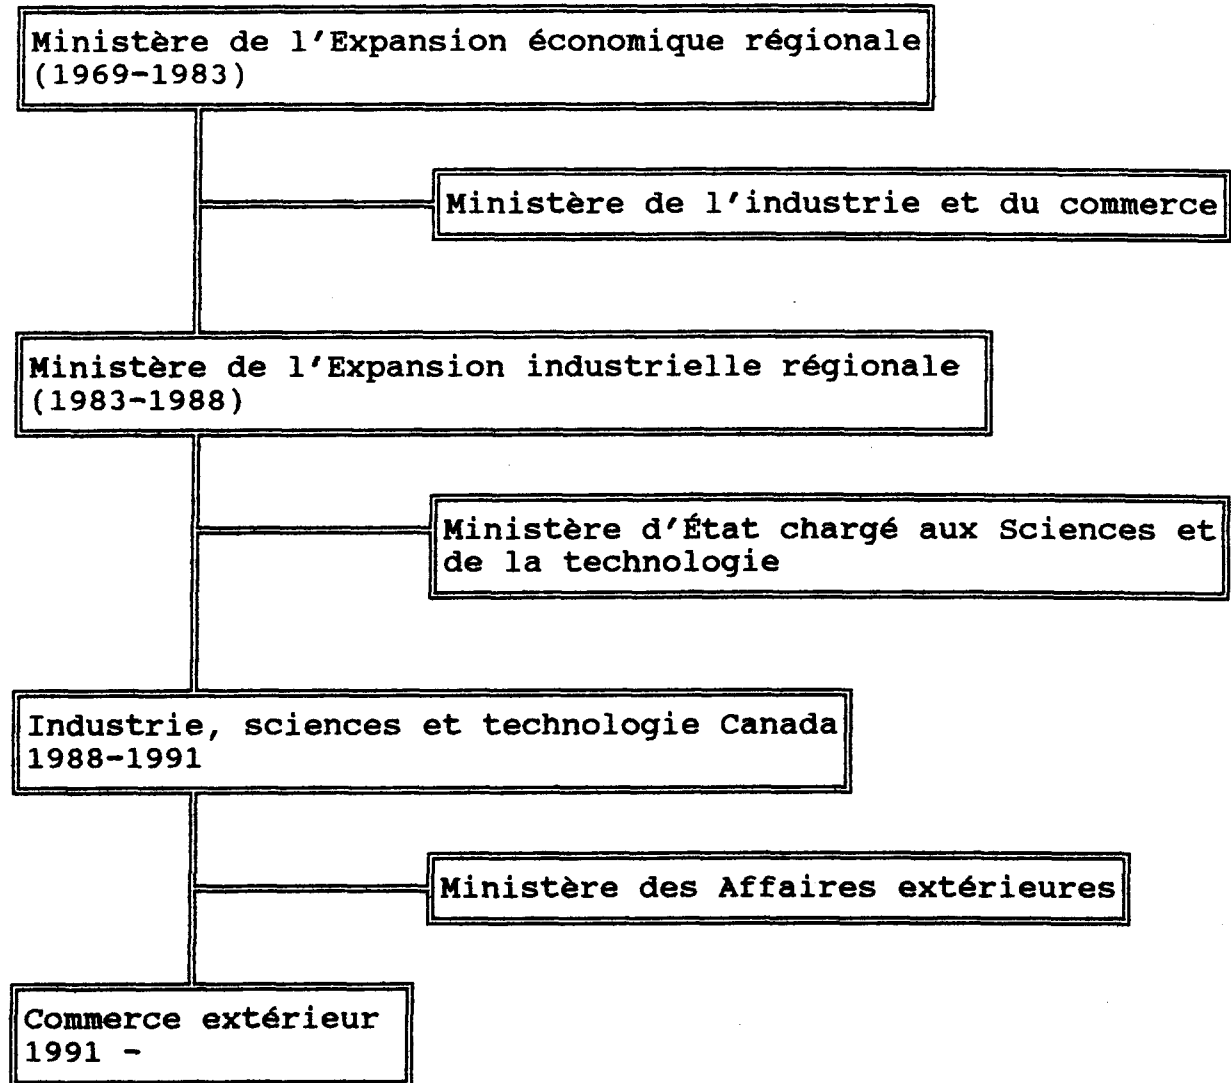 Ministère de l'Expansion économique régionale
(1969-1983)
Ministère de l'industrie et du commerce
Ministère de l'Expansion industrielle régionale
(1983-1988)
Ministère d'État chargé aux Sciences et
de la technologie
Industrie, sciences et technologie Canada
1988-1991
Ministère des Affaires extérieures
Commerce extérieur
1991 -